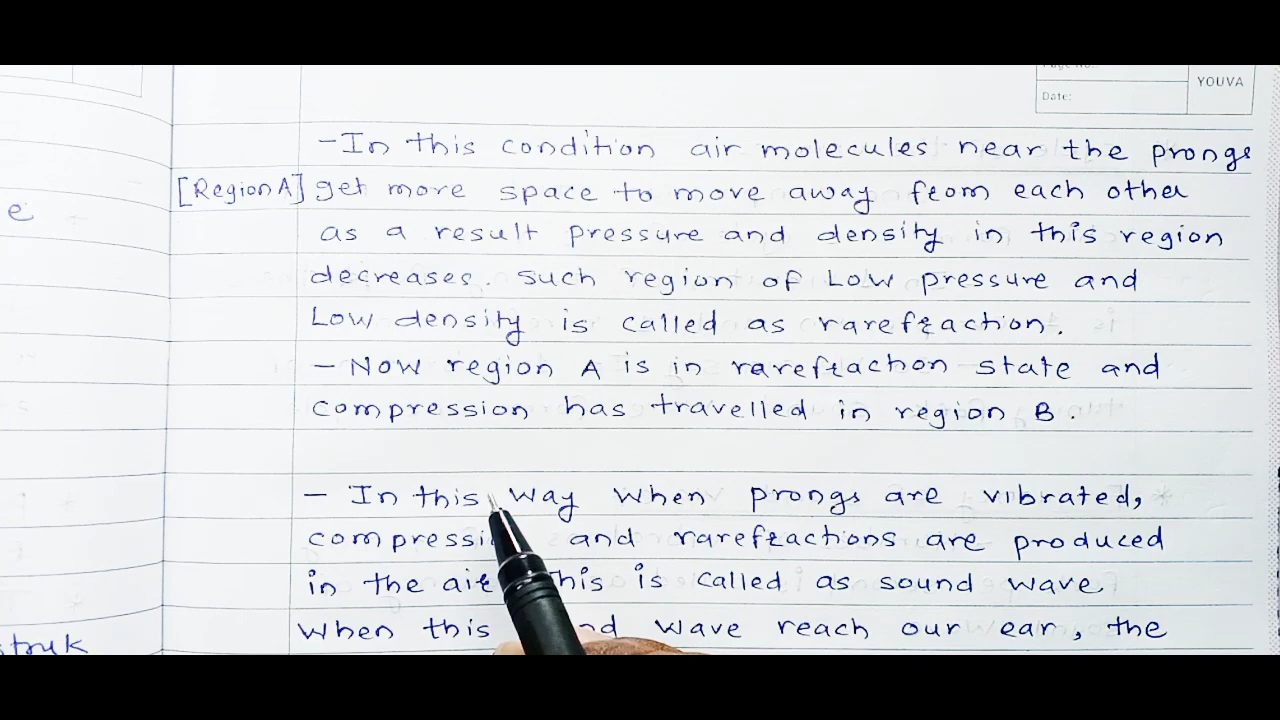 YOUVA
Date:
- In this condition air molecules near the prongs
[Region A] get more space to move away from each other
as a result pressure and density in this region
decreases. Such region of Low pressure and
Low density is called as rarefraction.
- Now region A is in rarefraction state and
compression has travelled in region B.
- In this way when prongs are vibrated,
and rarefractions are produced
in the air This is called as sound wave
When this wave reach our ear, the
e
struk